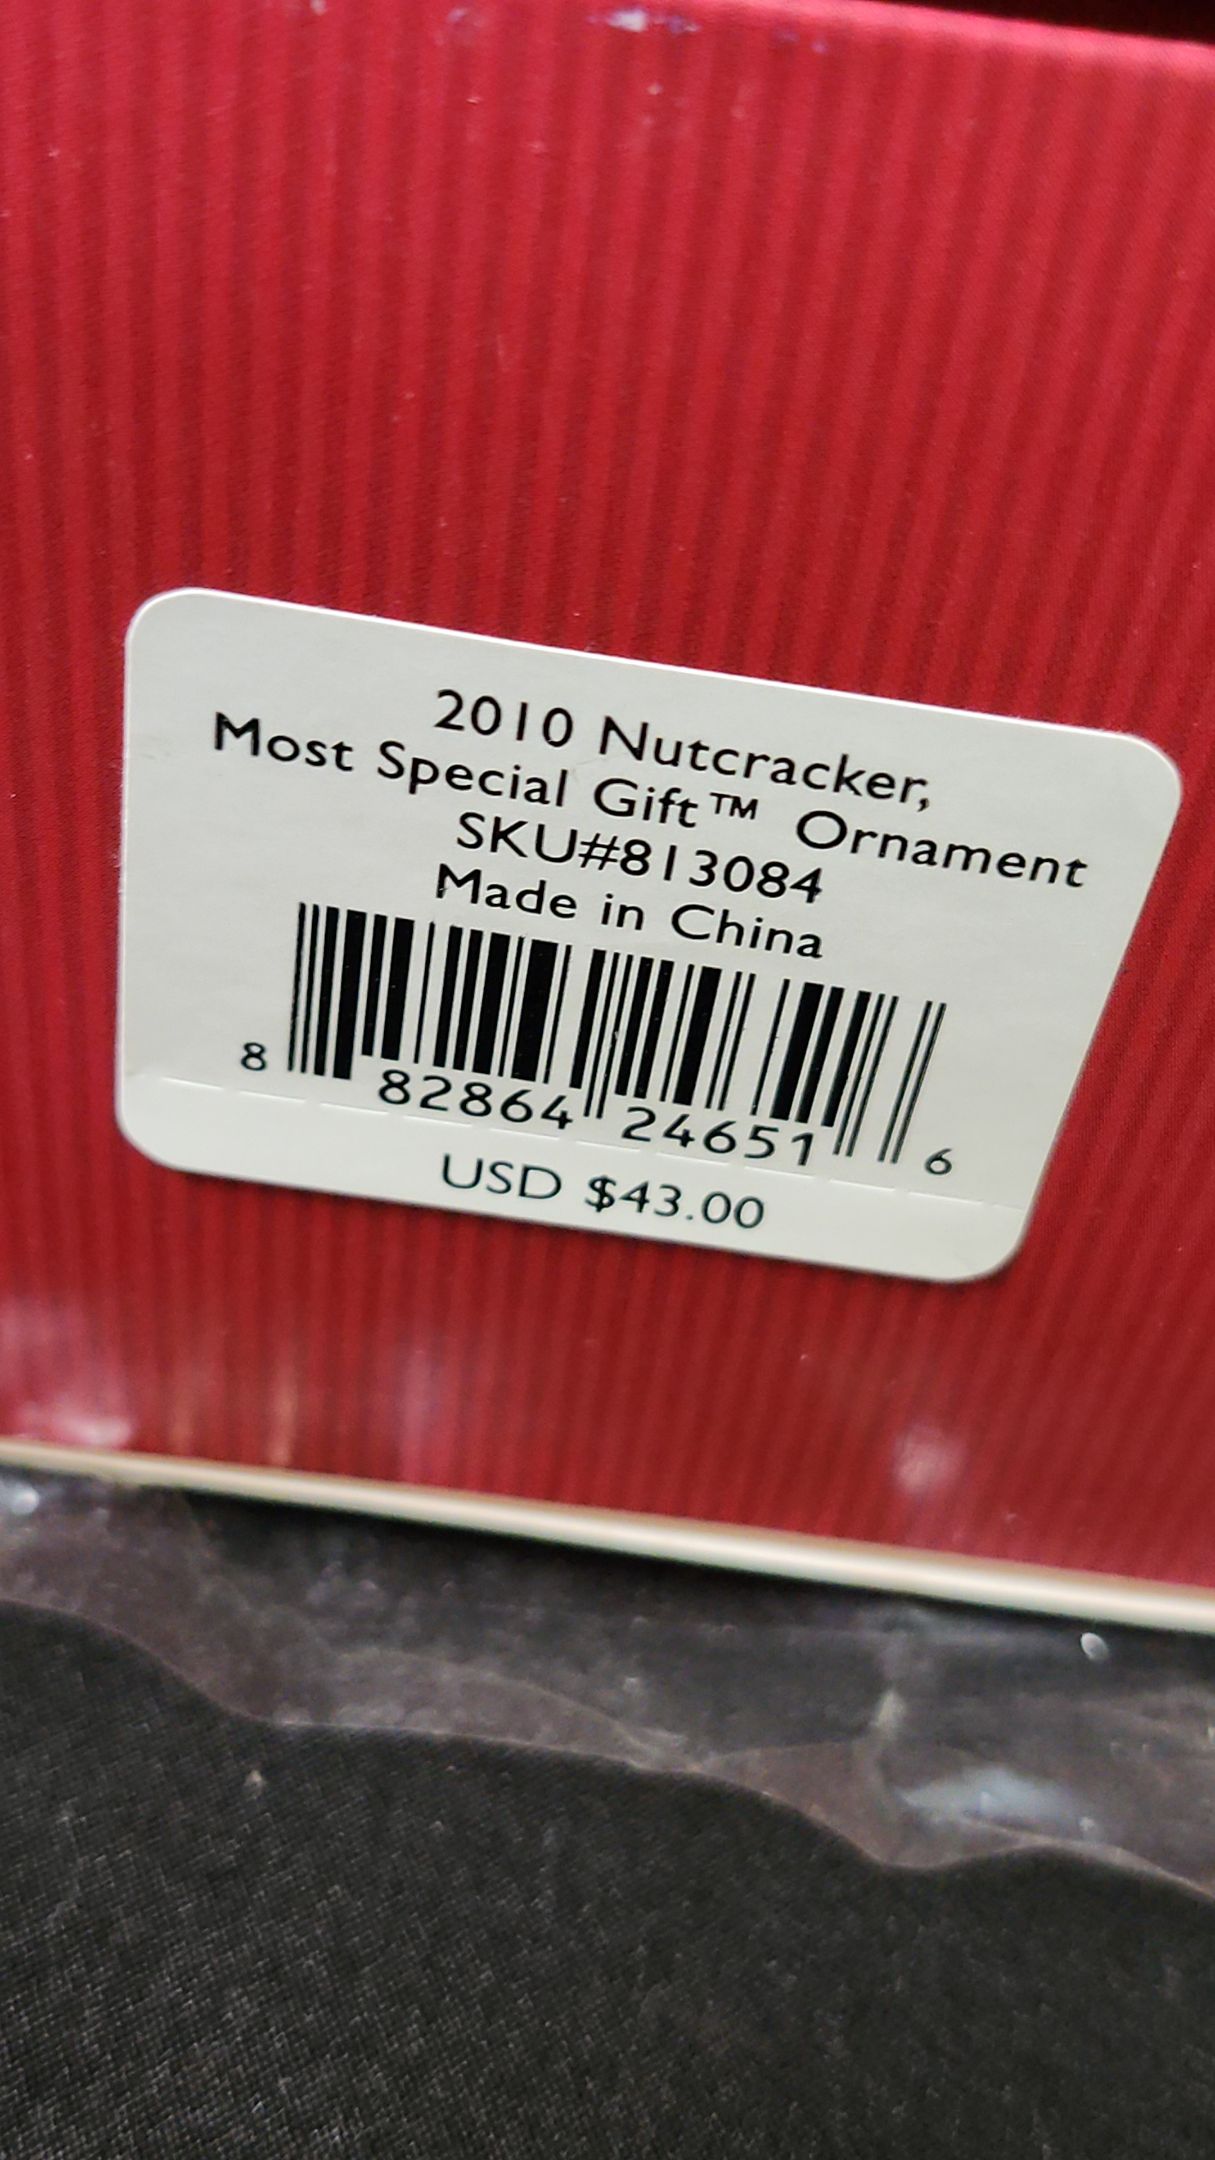 2010 Nutcracker,
Most Special Gift™ Ornament
SKU#813084
Made in China
8 82864 24651 6
USD $43.00